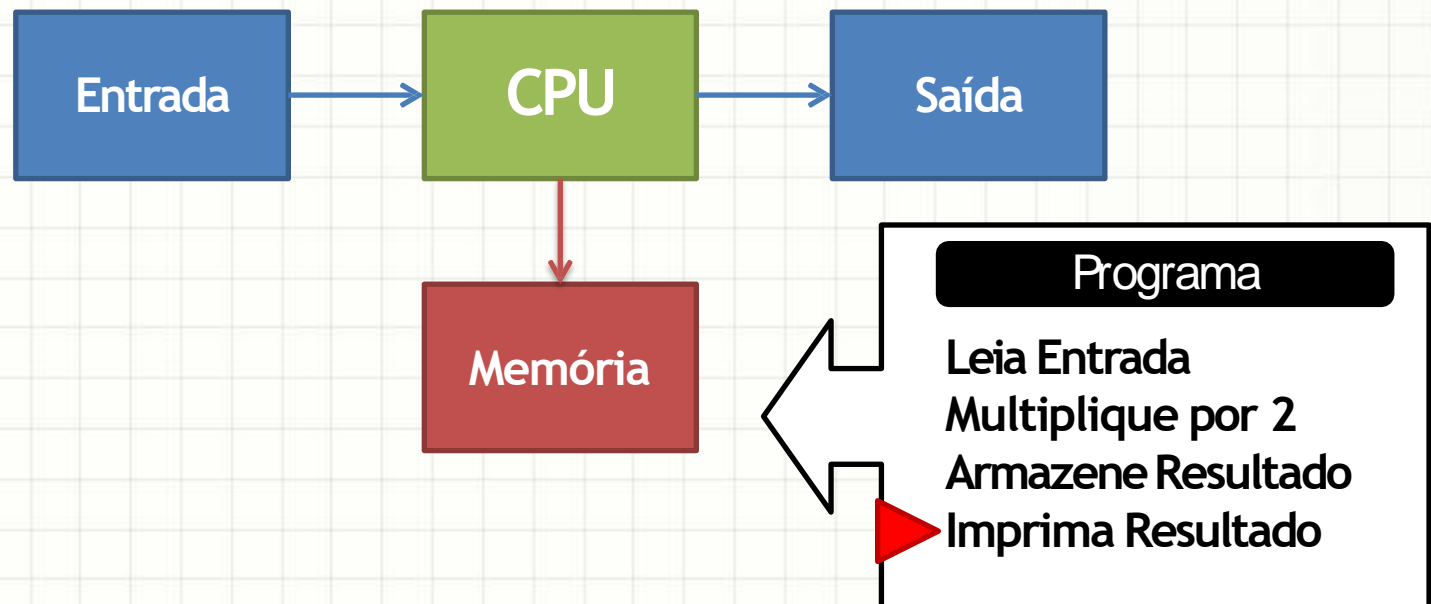 Entrada
CPU
Saída
Memória
Programa
Leia Entrada
Multiplique por 2
Armazene Resultado
Imprima Resultado